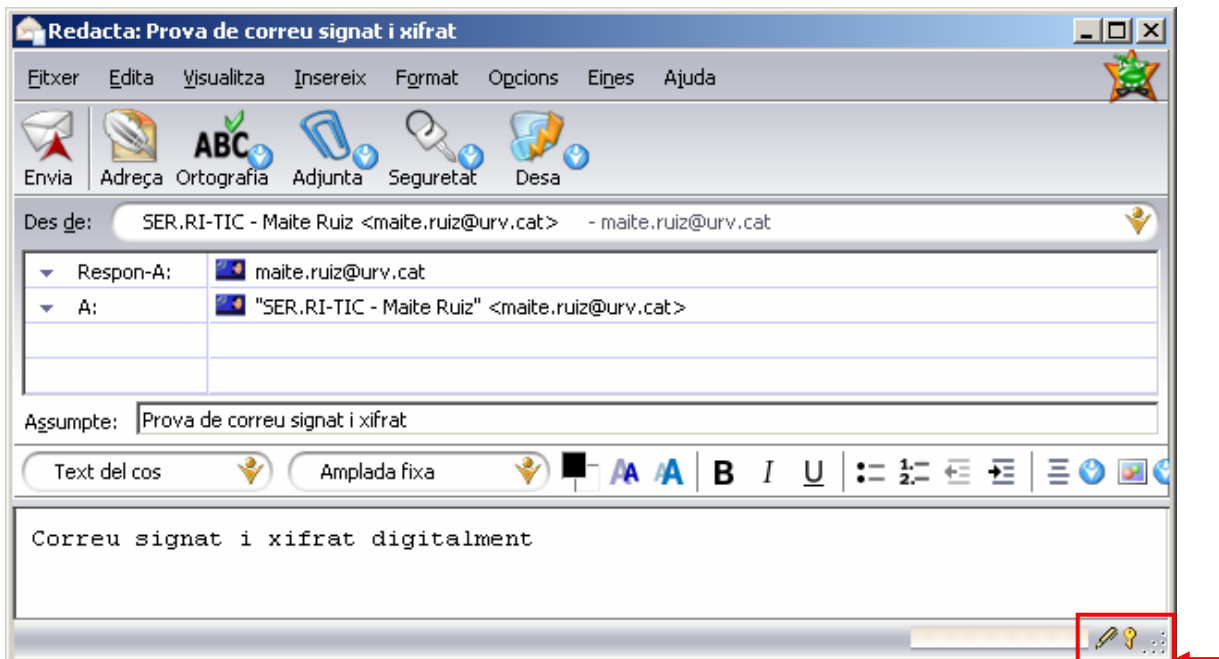 Redacta: Prova de correu signat i xifrat
Fitxer Edita Visualitza Insereix Format Opcions Eines Ajuda
ABC
Envia Adreça Ortografia Adjunta Seguretat Desa
Des de: SER.RI-TIC - Maite Ruiz <maite.ruiz@urv.cat> - maite.ruiz@urv.cat
Respon-A: maite.ruiz@urv.cat
A: "SER.RI-TIC - Maite Ruiz" <maite.ruiz@urv.cat>
Assumpte: Prova de correu signat i xifrat
Text del cos Amplada fixa AA AA B I U 1. 2.
Correu signat i xifrat digitalment